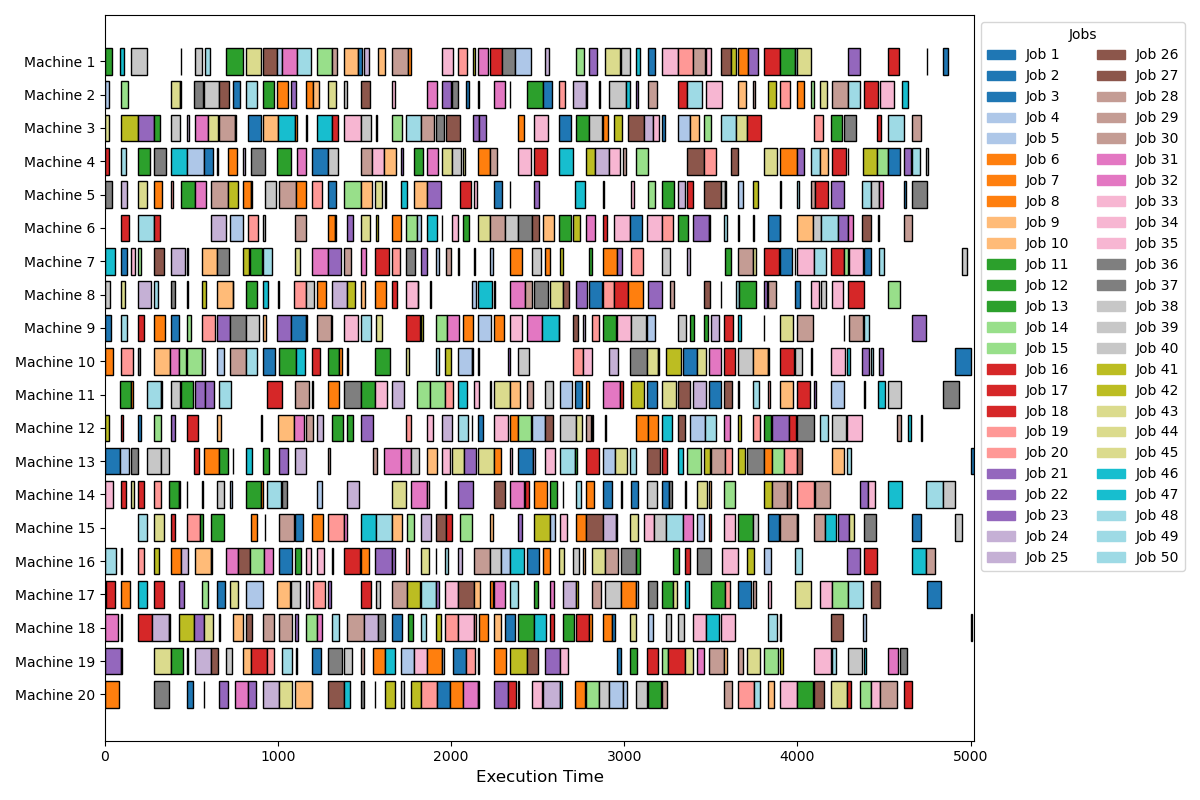 Machine 1
Machine 2
Machine 3
Machine 4
Machine 5
Machine 6
Machine 7
Machine 8
Machine 9
Machine 10
Machine 11
Machine 12
Machine 13
Machine 14
Machine 15
Machine 16
Machine 17
Machine 18
Machine 19
Machine 20
0 1000 2000 3000 4000 5000
Execution Time
Jobs
Job 1
Job 2
Job 3
Job 4
Job 5
Job 6
Job 7
Job 8
Job 9
Job 10
Job 11
Job 12
Job 13
Job 14
Job 15
Job 16
Job 17
Job 18
Job 19
Job 20
Job 21
Job 22
Job 23
Job 24
Job 25
Job 26
Job 27
Job 28
Job 29
Job 30
Job 31
Job 32
Job 33
Job 34
Job 35
Job 36
Job 37
Job 38
Job 39
Job 40
Job 41
Job 42
Job 43
Job 44
Job 45
Job 46
Job 47
Job 48
Job 49
Job 50